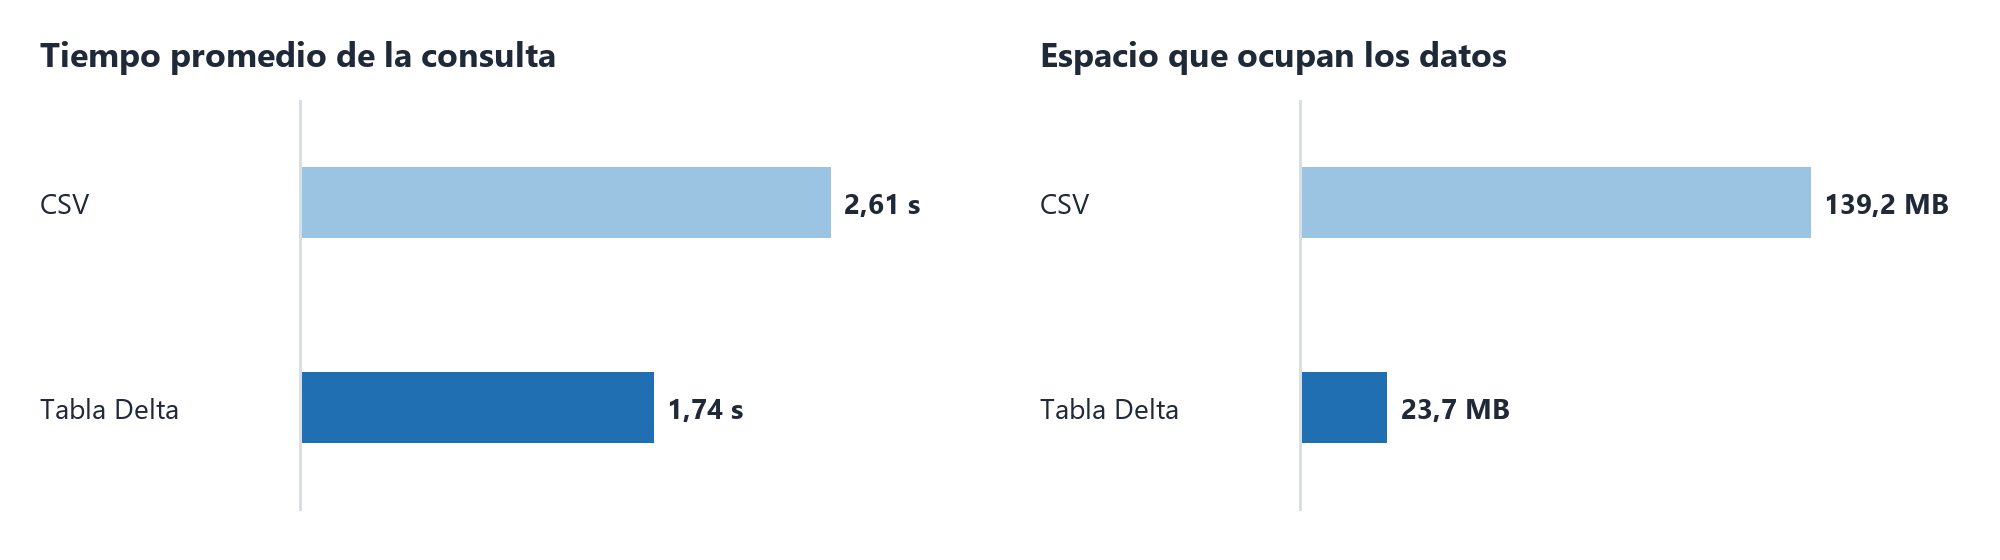 Tiempo promedio de la consulta
CSV
2,61 s
Tabla Delta
1,74 s
Espacio que ocupan los datos
CSV
139,2 MB
Tabla Delta
23,7 MB